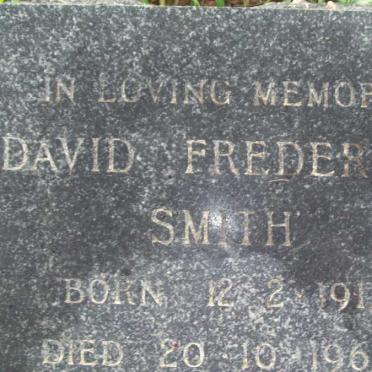 IN LOVING MEMOR
DAVID FREDER
SMITH
BORN 12·2·191
DIED 20·10·196